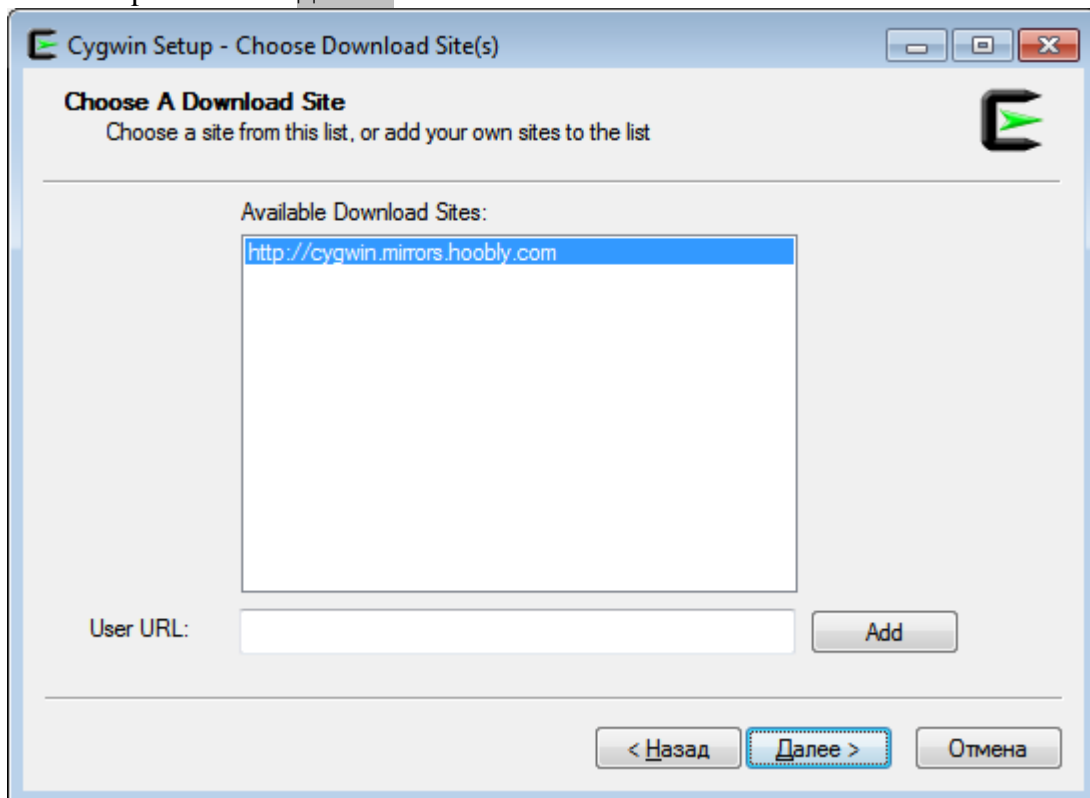 Cygwin Setup - Choose Download Site(s)
Choose A Download Site
Choose a site from this list, or add your own sites to the list
Available Download Sites:
http://cygwin.mirrors.hoobly.com
User URL:
Add
< Назад
Далее >
Отмена